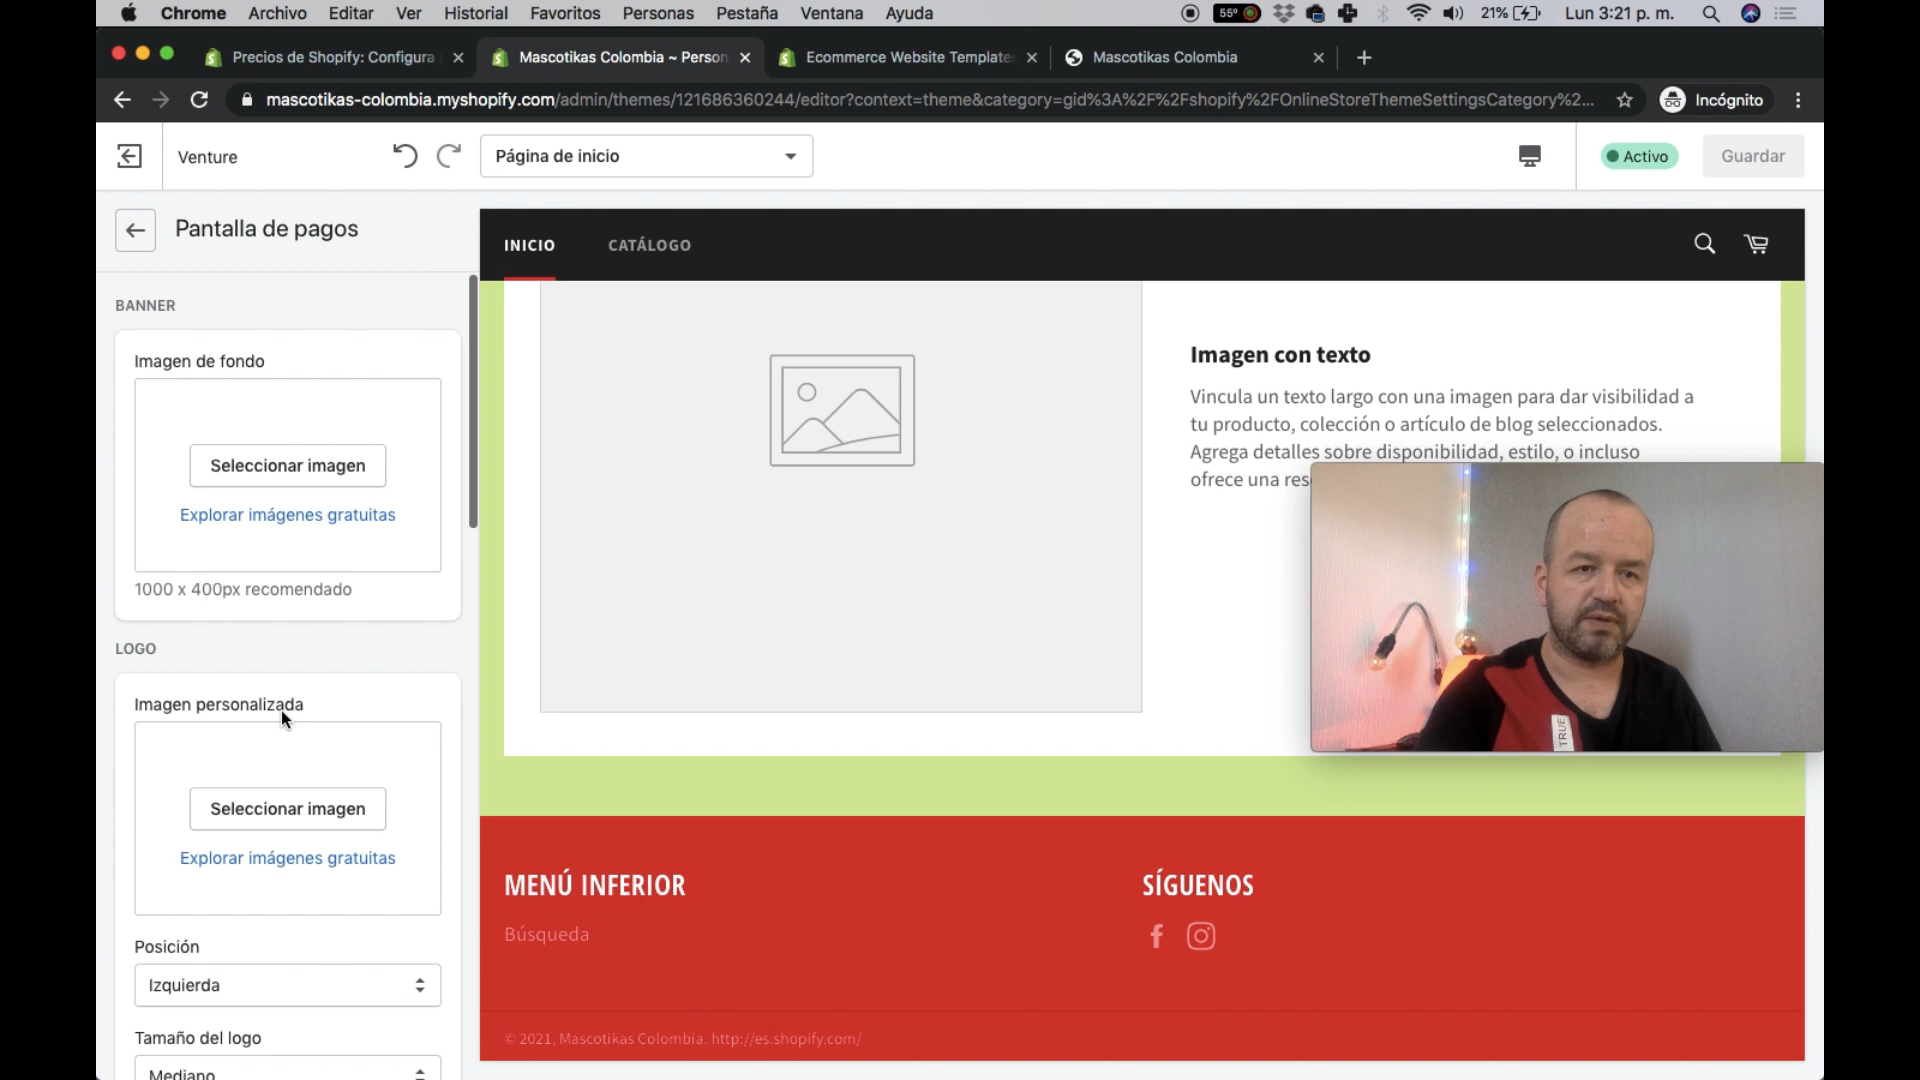 Chrome Archivo Editar Ver Historial Favoritos Personas Pestaña Ventana Ayuda 55° 21% Lun 3:21 p. m.
Precios de Shopify: Configura Mascotikas Colombia ~ Person Ecommerce Website Template Mascotikas Colombia
mascotikas-colombia.myshopify.com/admin/themes/121686360244/editor?context=theme&category=gid%3A%2F%2Fshopify%2FOnlineStoreThemeSettingsCategory%2... Incógnito
Venture Página de inicio Activo Guardar
Pantalla de pagos
INICIO CATÁLOGO
BANNER
Imagen de fondo
Seleccionar imagen
Explorar imágenes gratuitas
1000 x 400px recomendado
LOGO
Imagen personalizada
Seleccionar imagen
Explorar imágenes gratuitas
Posición
Izquierda
Tamaño del logo
Mediano
Imagen con texto
Vincula un texto largo con una imagen para dar visibilidad a
tu producto, colección o artículo de blog seleccionados.
Agrega detalles sobre disponibilidad, estilo, o incluso
ofrece una res
TRUE
MENÚ INFERIOR
Búsqueda
SÍGUENOS
© 2021, Mascotikas Colombia. http://es.shopify.com/